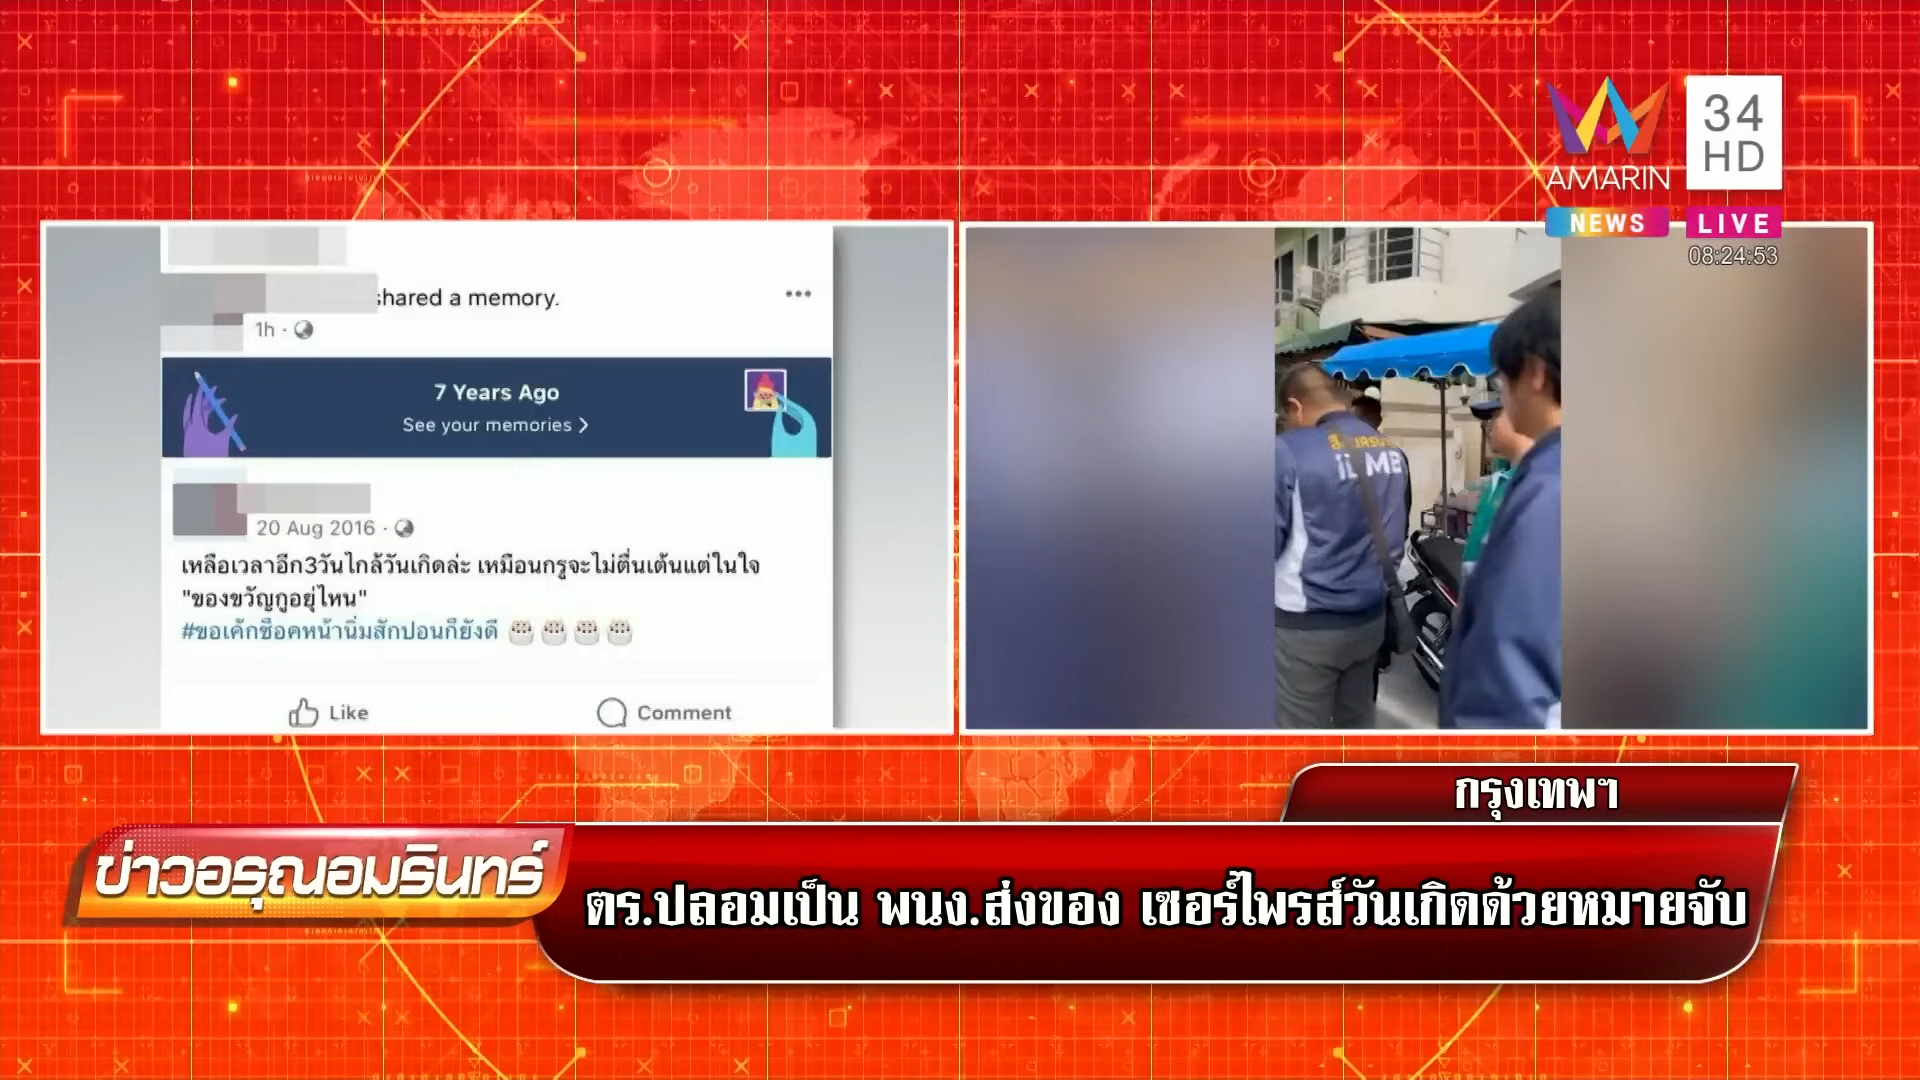 AMARIN
34
HD
NEWS
LIVE
08:24:53
shared a memory.
1h
7 Years Ago
See your memories
20 Aug 2016
เหลือเวลาอีก3วันใกล้วันเกิดล่ะ เหมือนกรูจะไม่ตื่นเต้นแต่ในใจ
"ของขวัญกูอยู่ไหน"
#ขอเค้กช็อคหน้านิ่มสักปอนก็ยังดี
Like
Comment
กรุงเทพฯ
ข่าวอรุณอมรินทร์
ตร.ปลอมเป็น พนง.ส่งของ เซอร์ไพรส์วันเกิดด้วยหมายจับ